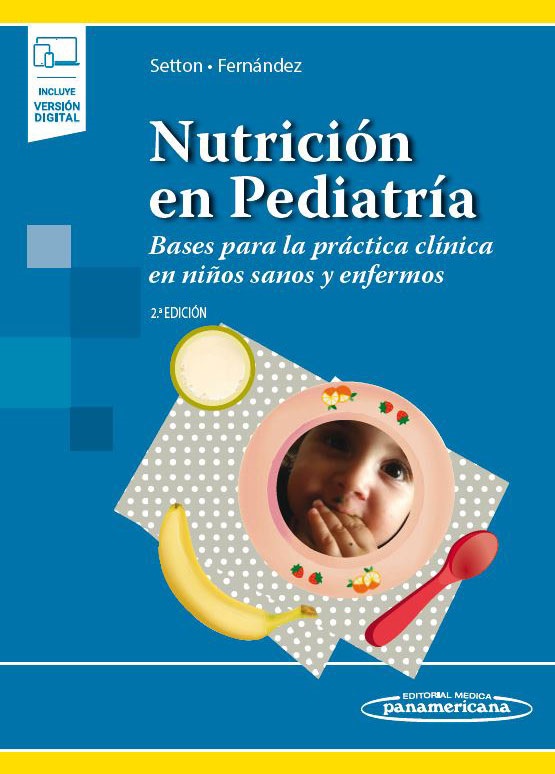 INCLUYE
VERSIÓN
DIGITAL
Setton • Fernández
Nutrición
en Pediatría
Bases para la práctica clínica
en niños sanos y enfermos
2.ª EDICIÓN
EDITORIAL MEDICA
panamericana